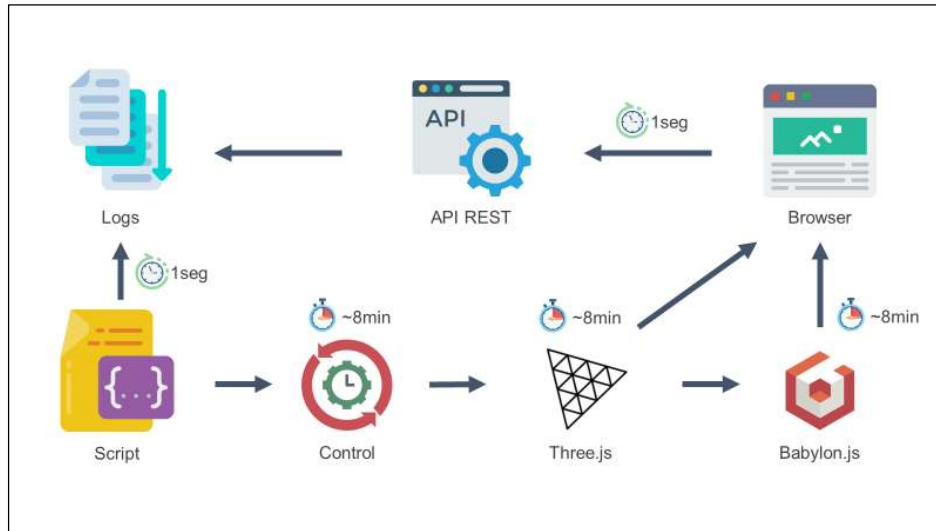 API
1seg
Logs
API REST
Browser
1seg
~8min
~8min
~8min
{...}
Script
Control
Three.js
Babylon.js